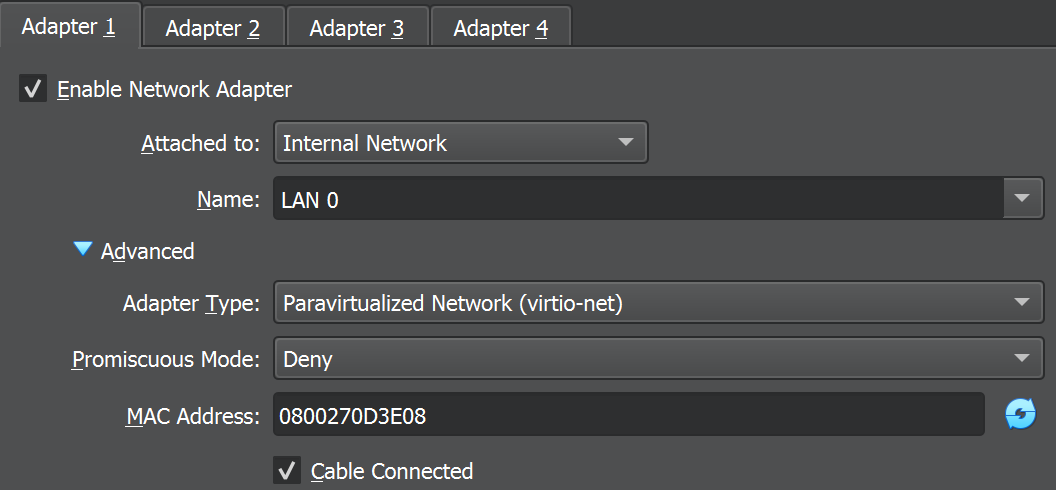 Adapter 1 Adapter 2 Adapter 3 Adapter 4
Enable Network Adapter
Attached to: Internal Network
Name: LAN 0
Advanced
Adapter Type: Paravirtualized Network (virtio-net)
Promiscuous Mode: Deny
MAC Address: 0800270D3E08
Cable Connected